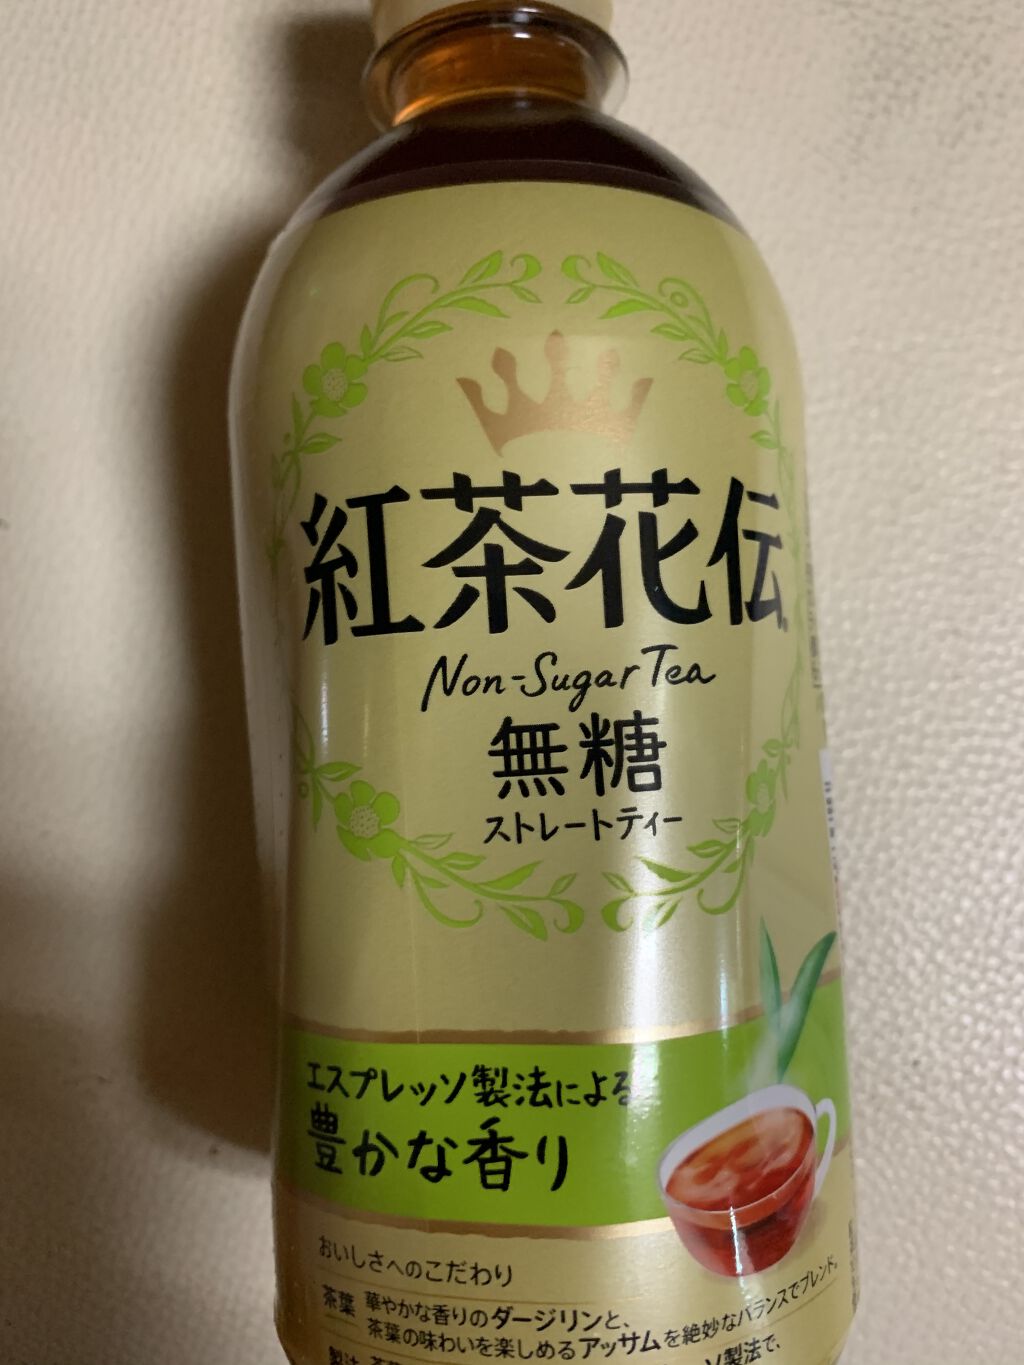 紅茶花伝
Non-Sugar Tea
無糖
ストレートティー
エスプレッソ製法による
豊かな香り
おいしさへのこだわり
茶葉 華やかな香りのダージリンと、
茶葉の味わいを楽しめるアッサムを絶妙なバランスでブレンド。
製法